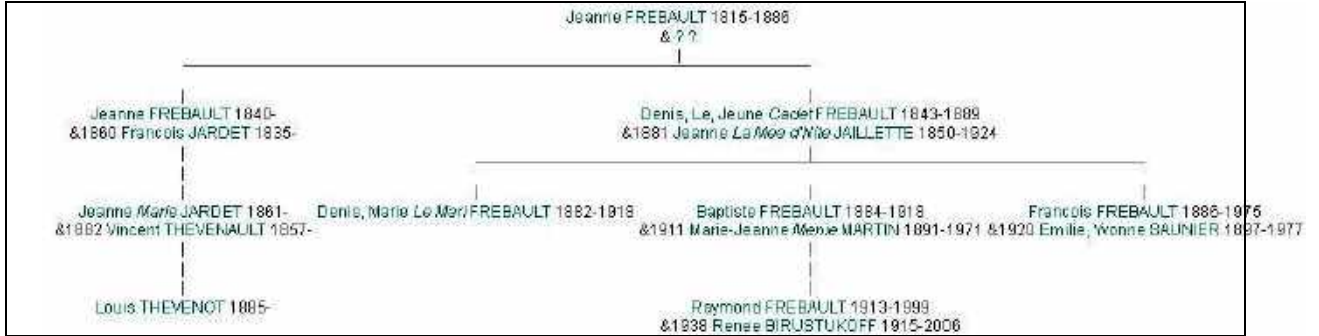 Jeanne FREBAULT 1815-1886
& ? ?
Jeanne FREBAULT 1840-
&1860 Francois JARDET 1835-
Denis, Le, Jeune Cadet FREBAULT 1843-1889
&1881 Jeanne La Mee d'Nile JAILLETTE 1850-1924
Jeanne Marie JARDET 1861-
&1882 Vincent THEVENAULT 1857-
Denis, Marie Le Meri FREBAULT 1882-1918
Baptiste FREBAULT 1884-1918
&1911 Marie-Jeanne MARTIN 1891-1971
Francois FREBAULT 1886-1975
&1920 Emilie, Yvonne SAUNIER 1897-1977
Louis THEVENOT 1885-
Raymond FREBAULT 1913-1999
&1938 Renee BIRUSTUKOFF 1915-2006